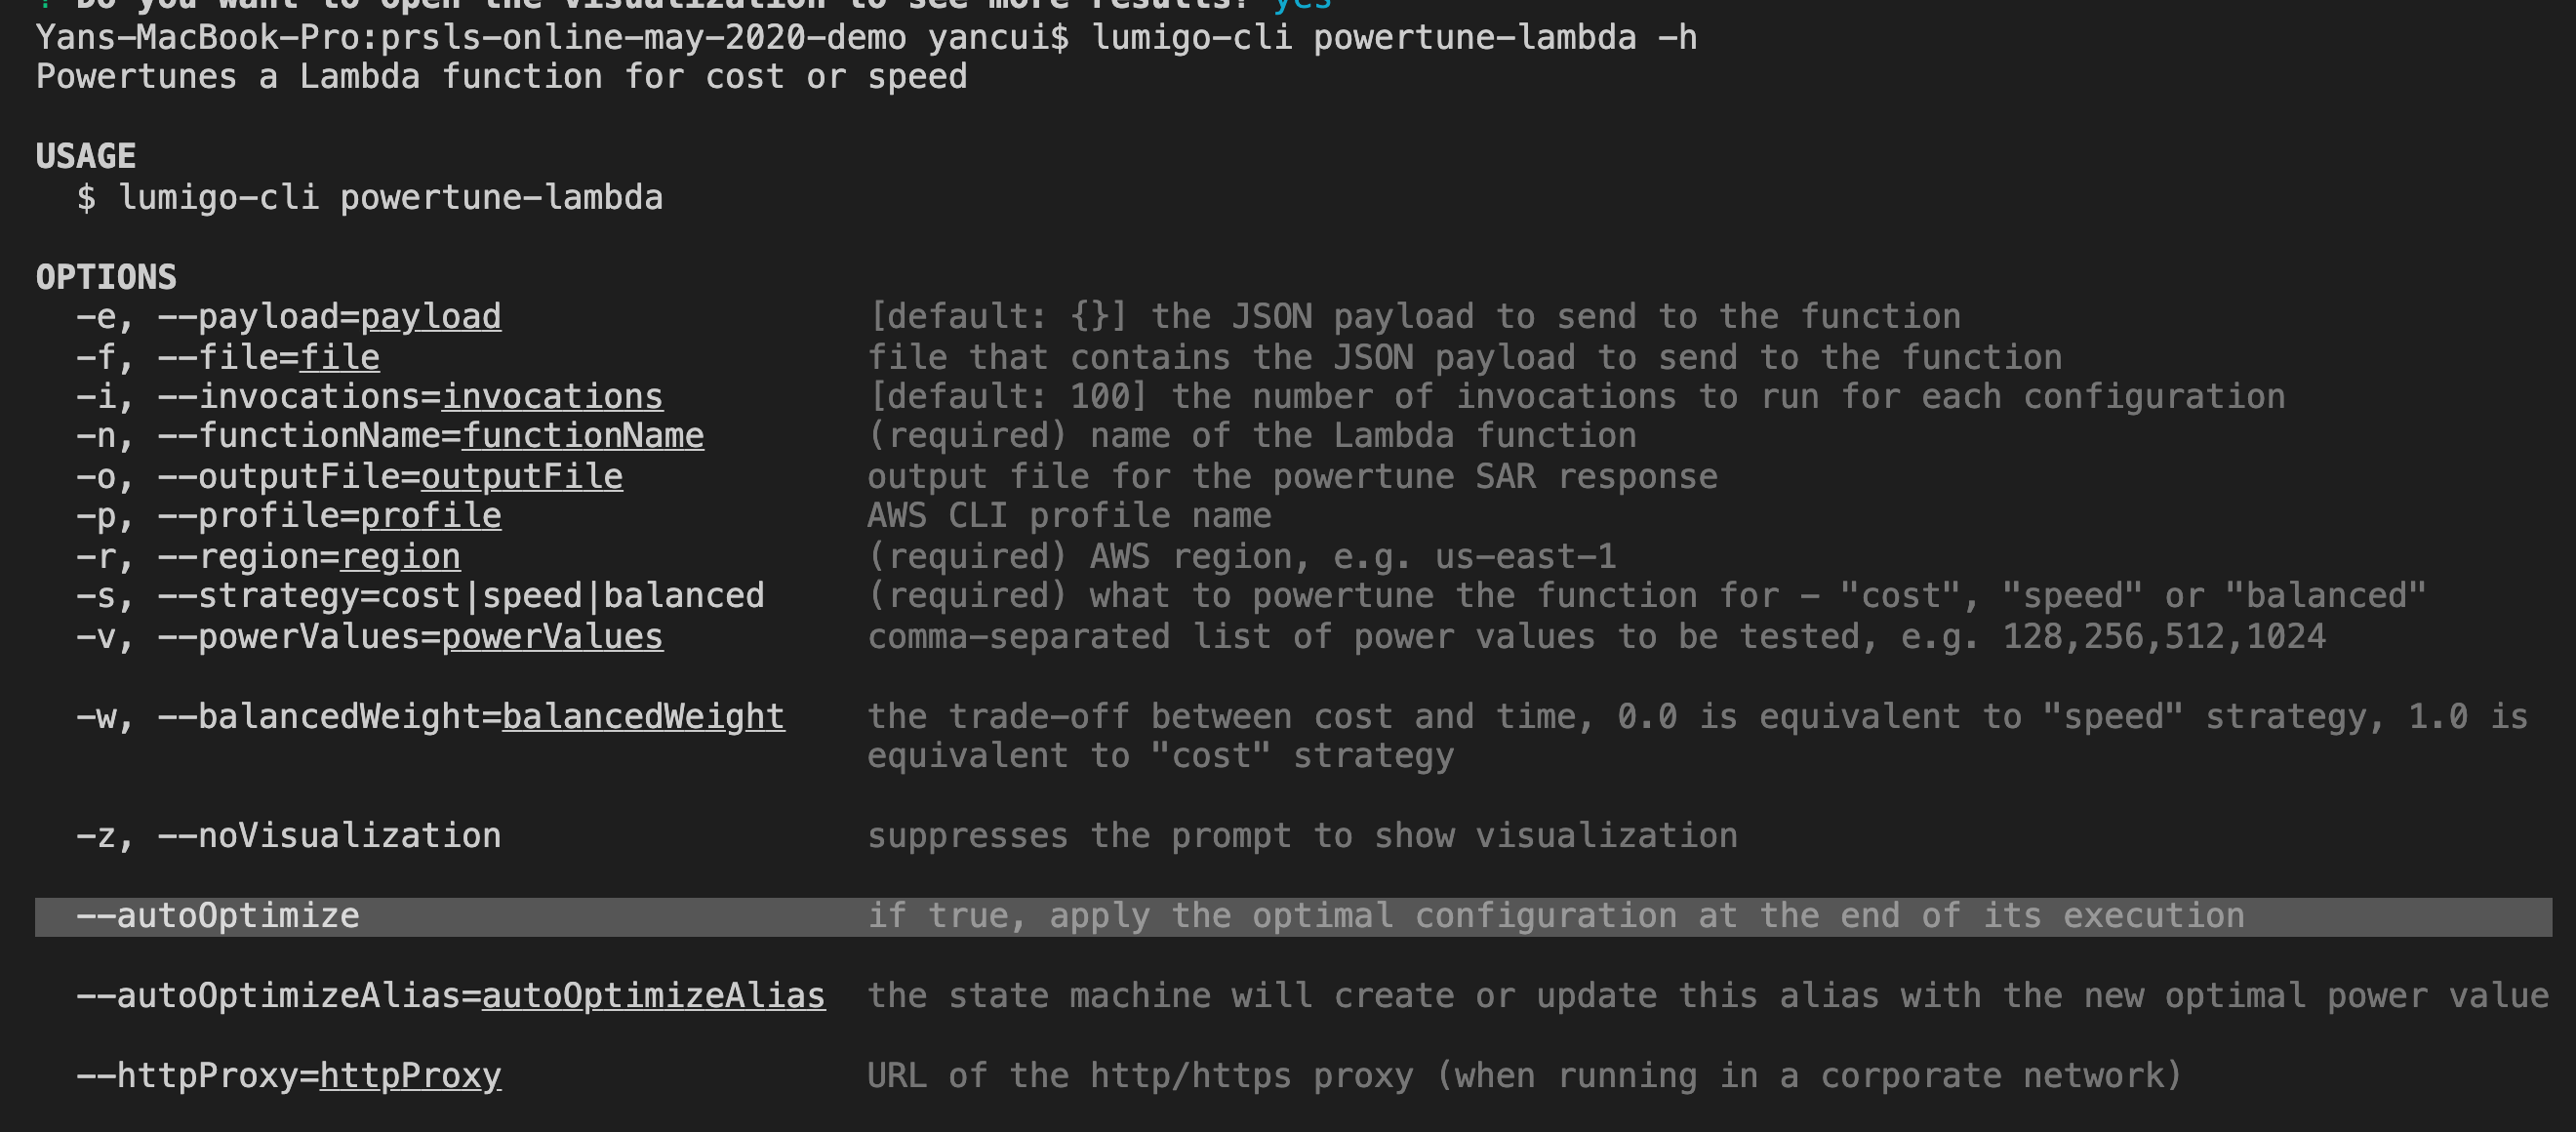 ! Do you want to open the visualization to see more results? yes
Yans-MacBook-Pro:prsls-online-may-2020-demo yancui$ lumigo-cli powertune-lambda -h
Powertunes a Lambda function for cost or speed
USAGE
$ lumigo-cli powertune-lambda
OPTIONS
-e, --payload=payload [default: {}] the JSON payload to send to the function
-f, --file=file file that contains the JSON payload to send to the function
-i, --invocations=invocations [default: 100] the number of invocations to run for each configuration
-n, --functionName=functionName (required) name of the Lambda function
-o, --outputFile=outputFile output file for the powertune SAR response
-p, --profile=profile AWS CLI profile name
-r, --region=region (required) AWS region, e.g. us-east-1
-s, --strategy=cost|speed|balanced (required) what to powertune the function for - "cost", "speed" or "balanced"
-v, --powerValues=powerValues comma-separated list of power values to be tested, e.g. 128,256,512,1024
-w, --balancedWeight=balancedWeight the trade-off between cost and time, 0.0 is equivalent to "speed" strategy, 1.0 is
equivalent to "cost" strategy
-z, --noVisualization suppresses the prompt to show visualization
--autoOptimize if true, apply the optimal configuration at the end of its execution
--autoOptimizeAlias=autoOptimizeAlias the state machine will create or update this alias with the new optimal power value
--httpProxy=httpProxy URL of the http/https proxy (when running in a corporate network)